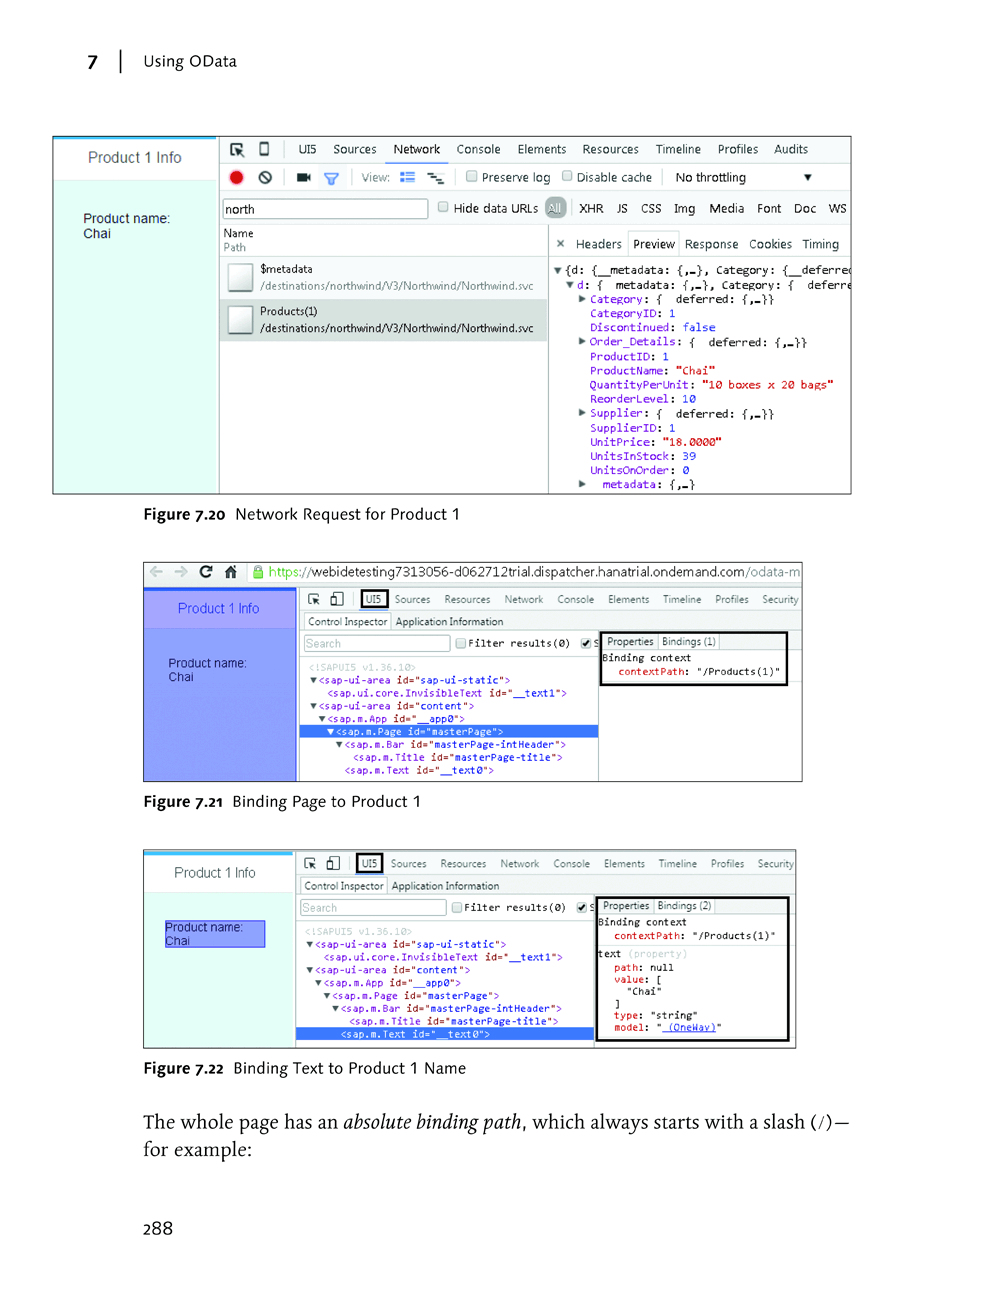 7 | Using OData
Product 1 Info
Product name:
Chai
UI5 Sources Network Console Elements Resources Timeline Profiles Audits
View: Preserve log Disable cache No throttling ▼
north Hide data URLs All XHR JS CSS Img Media Font Doc WS
Name
Path
$metadata
/destinations/northwind/V3/Northwind/Northwind.svc
Products(1)
/destinations/northwind/V3/Northwind/Northwind.svc
× Headers Preview Response Cookies Timing
▼{d: {__metadata: {,…}, Category: {__deferred
▼d: { metadata: {,…}, Category: { deferre
▶Category: { deferred: {,…}}
CategoryID: 1
Discontinued: false
▶Order_Details: { deferred: {,…}}
ProductID: 1
ProductName: "Chai"
QuantityPerUnit: "10 boxes x 20 bags"
ReorderLevel: 10
▶Supplier: { deferred: {,…}}
SupplierID: 1
UnitPrice: "18.0000"
UnitsInStock: 39
UnitsOnOrder: 0
▶ metadata: {,…}
Figure 7.20 Network Request for Product 1
https://webidetesting7313056-d062712trial.dispatcher.hanatrial.ondemand.com/odata-m
Product 1 Info
Product name:
Chai
UI5 Sources Resources Network Console Elements Timeline Profiles Security
Control Inspector Application Information
Search Filter results(0) S
<!SAPUI5 v1.36.10>
▼<sap-ui-area id="sap-ui-static">
<sap.ui.core.InvisibleText id="__text1">
▼<sap-ui-area id="content">
▼<sap.m.App id="__app0">
▼<sap.m.Page id="masterPage">
▼<sap.m.Bar id="masterPage-intHeader">
<sap.m.Title id="masterPage-title">
<sap.m.Text id="__text0">
Properties Bindings (1)
Binding context
contextPath: "/Products(1)"
Figure 7.21 Binding Page to Product 1
Product 1 Info
Product name:
Chai
UI5 Sources Resources Network Console Elements Timeline Profiles Security
Control Inspector Application Information
Search Filter results(0) S
<!SAPUI5 v1.36.10>
▼<sap-ui-area id="sap-ui-static">
<sap.ui.core.InvisibleText id="__text1">
▼<sap-ui-area id="content">
▼<sap.m.App id="__app0">
▼<sap.m.Page id="masterPage">
▼<sap.m.Bar id="masterPage-intHeader">
<sap.m.Title id="masterPage-title">
<sap.m.Text id="__text0">
Properties Bindings (2)
Binding context
contextPath: "/Products(1)"
text (property)
path: null
value: [
"Chai"
]
type: "string"
model: " (OneWay)"
Figure 7.22 Binding Text to Product 1 Name
The whole page has an absolute binding path, which always starts with a slash (/)—
for example:
288